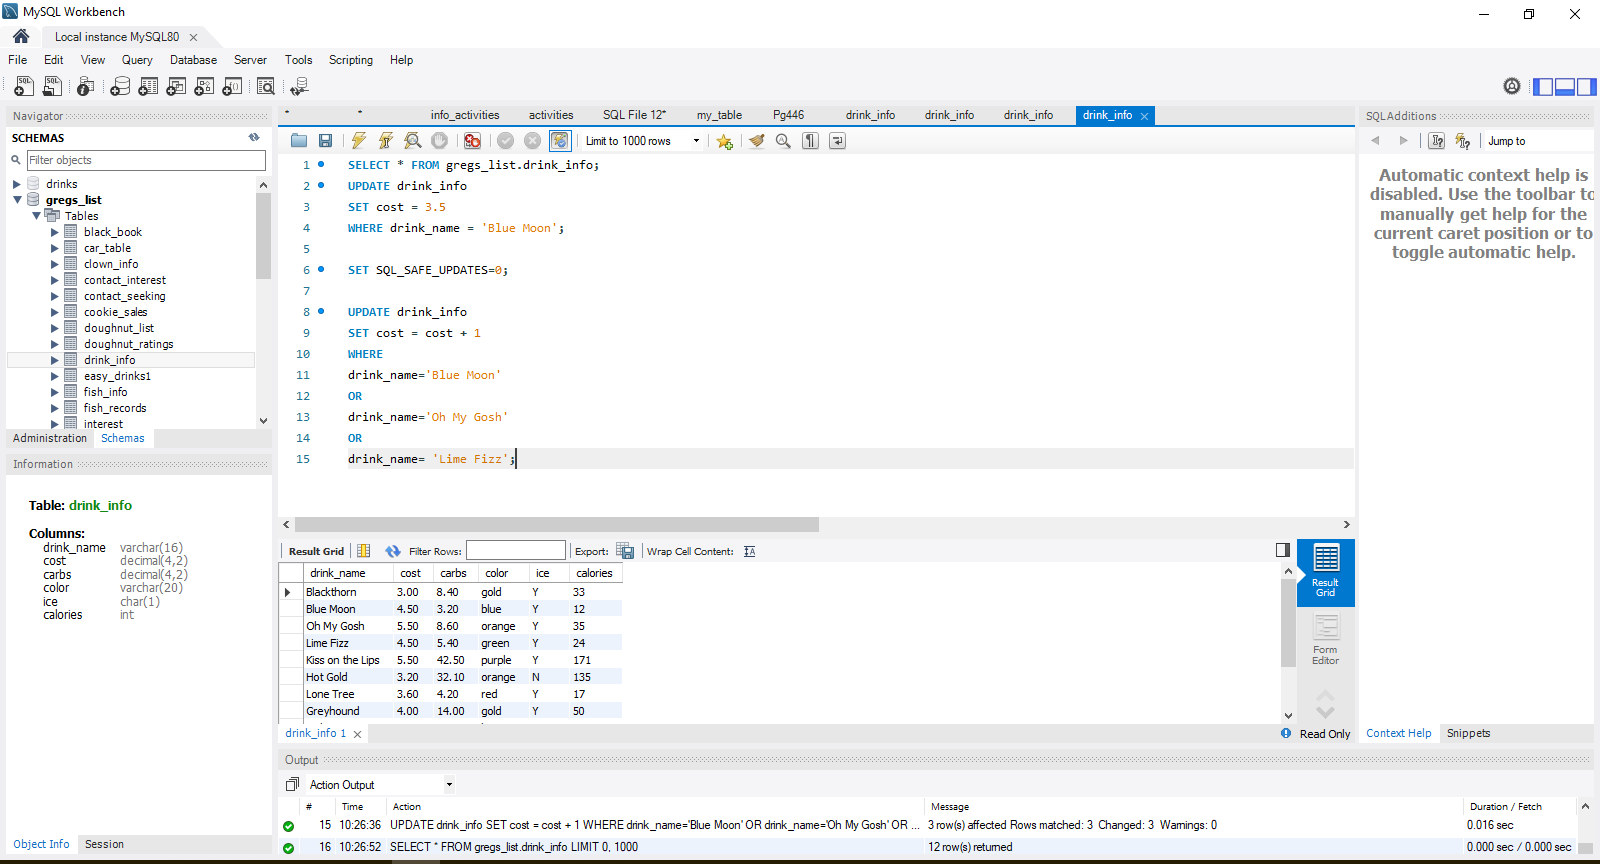 MySQL Workbench
Local instance MySQL80
File Edit View Query Database Server Tools Scripting Help
Navigator
SCHEMAS
Filter objects
drinks
gregs_list
Tables
black_book
car_table
clown_info
contact_interest
contact_seeking
cookie_sales
doughnut_list
doughnut_ratings
drink_info
easy_drinks1
fish_info
fish_records
interest
Administration Schemas
Information
Table: drink_info
Columns:
drink_name varchar(16)
cost decimal(4,2)
carbs decimal(4,2)
color varchar(20)
ice char(1)
calories int
Object Info Session
* * info_activities activities SQL File 12* my_table Pg446 drink_info drink_info drink_info drink_info
Limit to 1000 rows
1 SELECT * FROM gregs_list.drink_info;
2 UPDATE drink_info
3 SET cost = 3.5
4 WHERE drink_name = 'Blue Moon';
5
6 SET SQL_SAFE_UPDATES=0;
7
8 UPDATE drink_info
9 SET cost = cost + 1
10 WHERE
11 drink_name='Blue Moon'
12 OR
13 drink_name='Oh My Gosh'
14 OR
15 drink_name= 'Lime Fizz';
Result Grid Filter Rows: Export: Wrap Cell Content:
drink_name cost carbs color ice calories
Blackthorn 3.00 8.40 gold Y 33
Blue Moon 4.50 3.20 blue Y 12
Oh My Gosh 5.50 8.60 orange Y 35
Lime Fizz 4.50 5.40 green Y 24
Kiss on the Lips 5.50 42.50 purple Y 171
Hot Gold 3.20 32.10 orange N 135
Lone Tree 3.60 4.20 red Y 17
Greyhound 4.00 14.00 gold Y 50
Result
Grid
Form
Editor
drink_info 1
Read Only
SQLAdditions
Jump to
Automatic context help is
disabled. Use the toolbar to
manually get help for the
current caret position or to
toggle automatic help.
Context Help Snippets
Output
Action Output
# Time Action Message Duration / Fetch
15 10:26:36 UPDATE drink_info SET cost = cost + 1 WHERE drink_name='Blue Moon' OR drink_name='Oh My Gosh' OR ... 3 row(s) affected Rows matched: 3 Changed: 3 Warnings: 0 0.016 sec
16 10:26:52 SELECT * FROM gregs_list.drink_info LIMIT 0, 1000 12 row(s) returned 0.000 sec / 0.000 sec